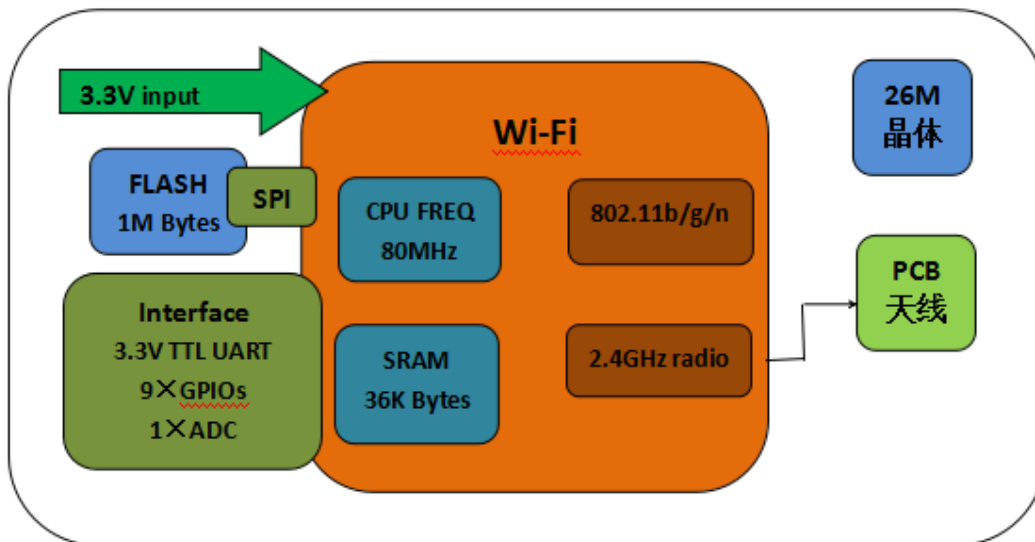 3.3V input
Wi-Fi
26M
晶体
FLASH
1M Bytes
SPI
CPU FREQ
80MHz
802.11b/g/n
PCB
天线
Interface
3.3V TTL UART
9×GPIOs
1×ADC
SRAM
36K Bytes
2.4GHz radio